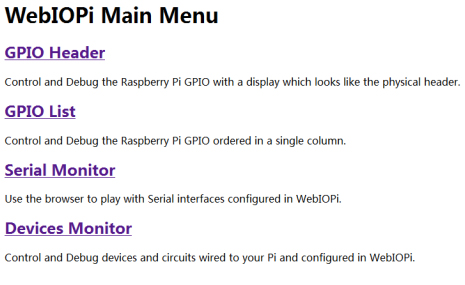 WebIOPi Main Menu
GPIO Header
Control and Debug the Raspberry Pi GPIO with a display which looks like the physical header.
GPIO List
Control and Debug the Raspberry Pi GPIO ordered in a single column.
Serial Monitor
Use the browser to play with Serial interfaces configured in WebIOPi.
Devices Monitor
Control and Debug devices and circuits wired to your Pi and configured in WebIOPi.